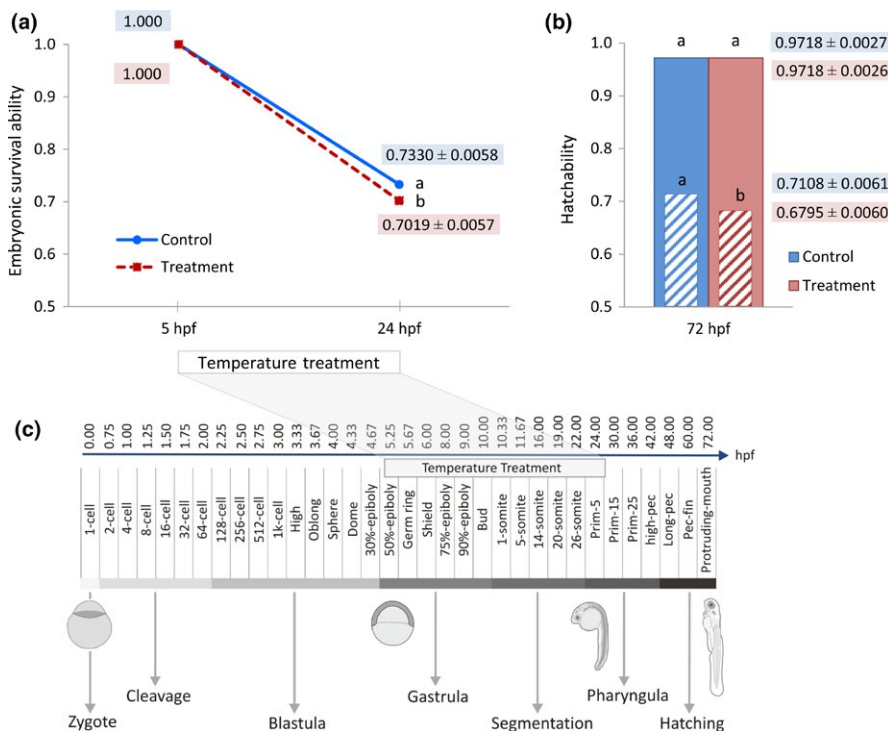 (a)
1.000
1.000
1.0
0.9
0.8
0.7
0.6
0.5
Embryonic survival ability
0.7330 ± 0.0058
a
b
0.7019 ± 0.0057
Control
Treatment
5 hpf
24 hpf
(b)
1.0
0.9
0.8
0.7
0.6
0.5
Hatchability
a
a
0.9718 ± 0.0027
0.9718 ± 0.0026
a
b
0.7108 ± 0.0061
0.6795 ± 0.0060
Control
Treatment
72 hpf
Temperature treatment
(c)
0.00
0.75
1.00
1.25
1.50
1.75
2.00
2.25
2.50
2.75
3.00
3.33
3.67
4.00
4.33
4.67
5.25
5.67
6.00
8.00
9.00
10.00
10.33
11.67
16.00
19.00
22.00
24.00
30.00
36.00
42.00
48.00
60.00
72.00
hpf
Temperature Treatment
1-cell
2-cell
4-cell
8-cell
16-cell
32-cell
64-cell
128-cell
256-cell
512-cell
1k-cell
High
Oblong
Sphere
Dome
30%-epiboly
50%-epiboly
Germ ring
Shield
75%-epiboly
90%-epiboly
Bud
1-somite
5-somite
14-somite
20-somite
26-somite
Prim-5
Prim-15
Prim-25
high-pec
Long-pec
Pec-fin
Protruding-mouth
Zygote
Cleavage
Blastula
Gastrula
Segmentation
Pharyngula
Hatching